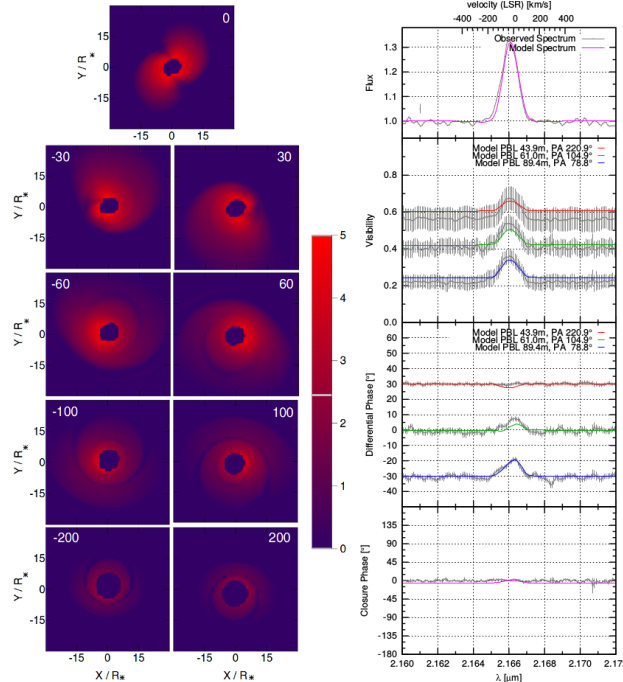 0
Y / R*
15
0
-15
-15 0 15
-30
30
Y / R*
15
0
-15
-60
60
Y / R*
15
0
-15
-100
100
Y / R*
15
0
-15
-200
200
Y / R*
15
0
-15
-15 0 15
-15 0 15
X / R*
X / R*
5
4
3
2
1
0
velocity (LSR) [km/s]
-400 -200 0 200 400
Observed Spectrum
Model Spectrum
Flux
1.3
1.2
1.1
1.0
Model PBL 43.9m, PA 220.9°
Model PBL 61.0m, PA 104.9°
Model PBL 89.4m, PA 78.8°
Visibility
0.8
0.6
0.4
0.2
0.0
Model PBL 43.9m, PA 220.9°
Model PBL 61.0m, PA 104.9°
Model PBL 89.4m, PA 78.8°
Differential Phase [°]
60
50
40
30
20
10
0
-10
-20
-30
-40
Closure Phase [°]
135
90
45
0
-45
-90
-135
-180
2.160 2.162 2.164 2.166 2.168 2.170 2.172
λ [μm]